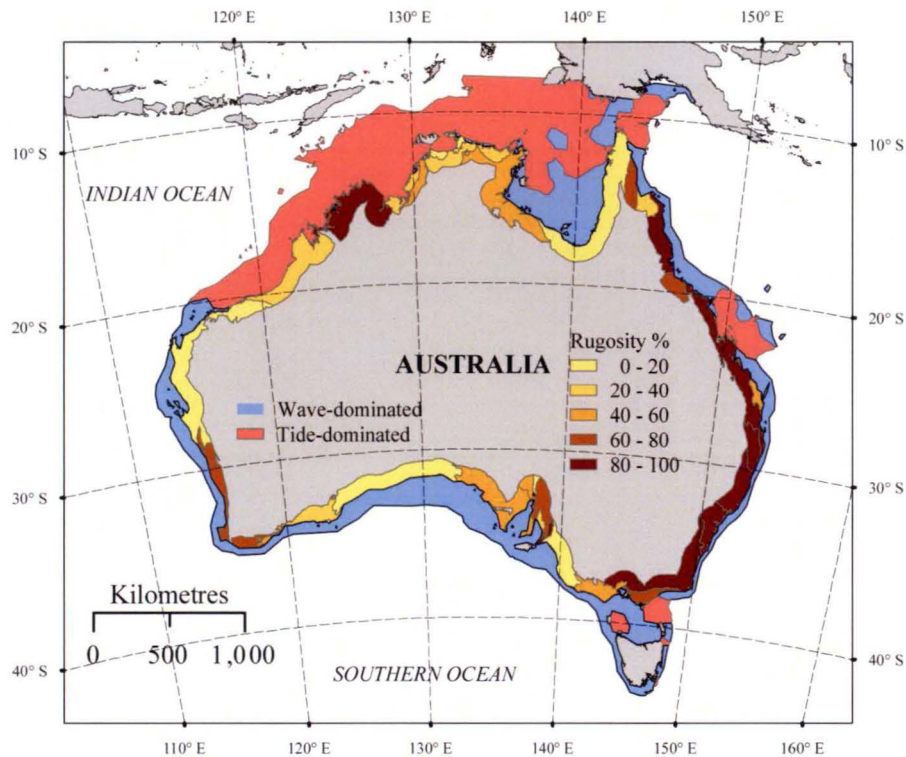 120° E
130° E
140° E
150° E
10° S
10° S
INDIAN OCEAN
20° S
20° S
AUSTRALIA
Rugosity %
0 - 20
20 - 40
40 - 60
60 - 80
80 - 100
Wave-dominated
Tide-dominated
30° S
30° S
Kilometres
0 500 1,000
40° S
40° S
SOUTHERN OCEAN
110° E
120° E
130° E
140° E
150° E
160° E